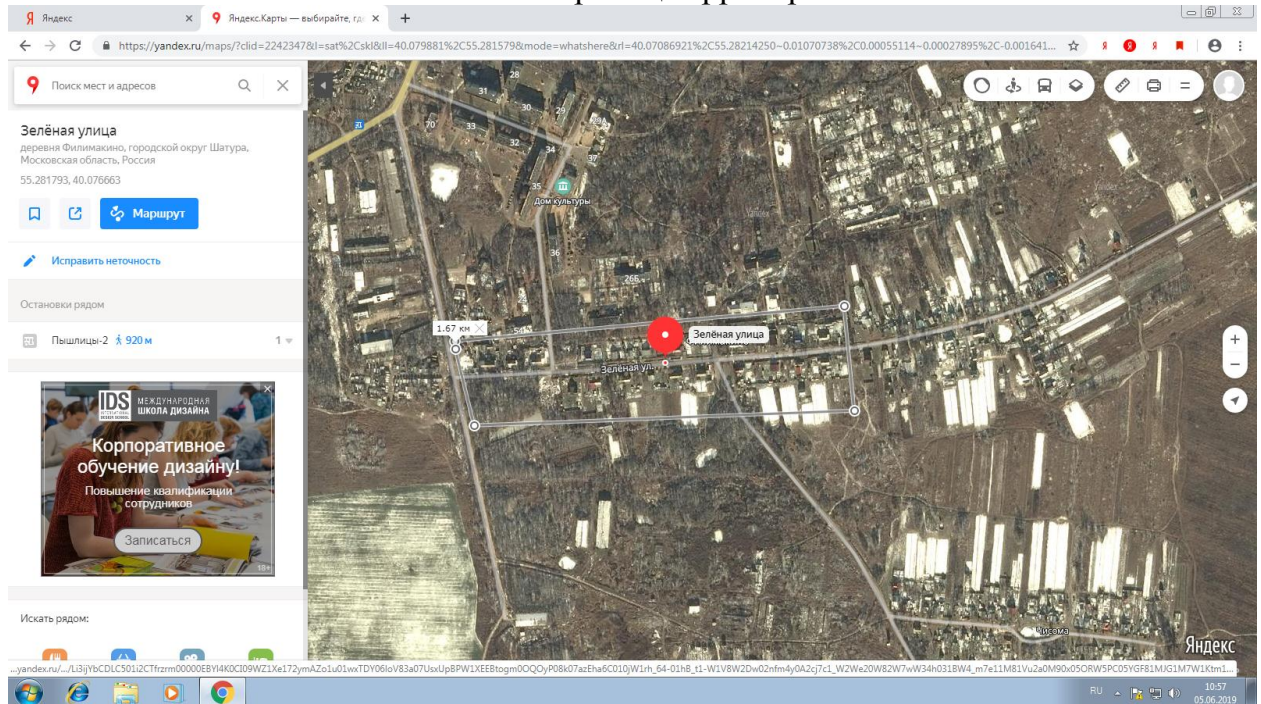 Яндекс
Яндекс.Карты — выбирайте, гд
https://yandex.ru/maps/?clid=2242347&l=sat%2Cskl&ll=40.079881%2C55.281579&mode=whatshere&rl=40.07086921%2C55.28214250~0.01070738%2C0.00055114~0.00027895%2C-0.001641...
Поиск мест и адресов
Зелёная улица
деревня Филимакино, городской округ Шатура,
Московская область, Россия
55.281793, 40.076663
Маршрут
Исправить неточность
Остановки рядом
Пышлицы-2 920 м 1
IDS МЕЖДУНАРОДНАЯ
ШКОЛА ДИЗАЙНА
Корпоративное
обучение дизайну!
Повышение квалификации
сотрудников
Записаться
18+
Искать рядом:
28
31
30
29
70
33
32
34
37
35
Дом культуры
36
26Б
1.67 км
Зелёная улица
Зелёная ул.
Чисома
Yandex
Yandex
Яндекс
RU
10:57
05.06.2019